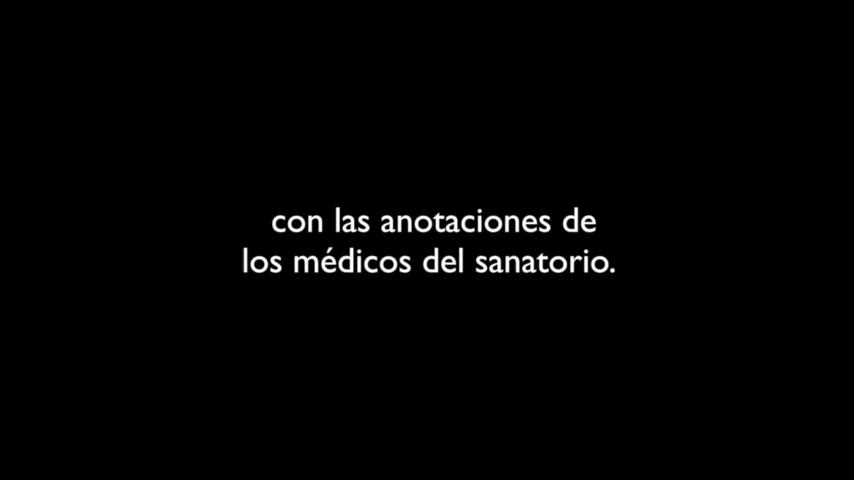 con las anotaciones de
los médicos del sanatorio.